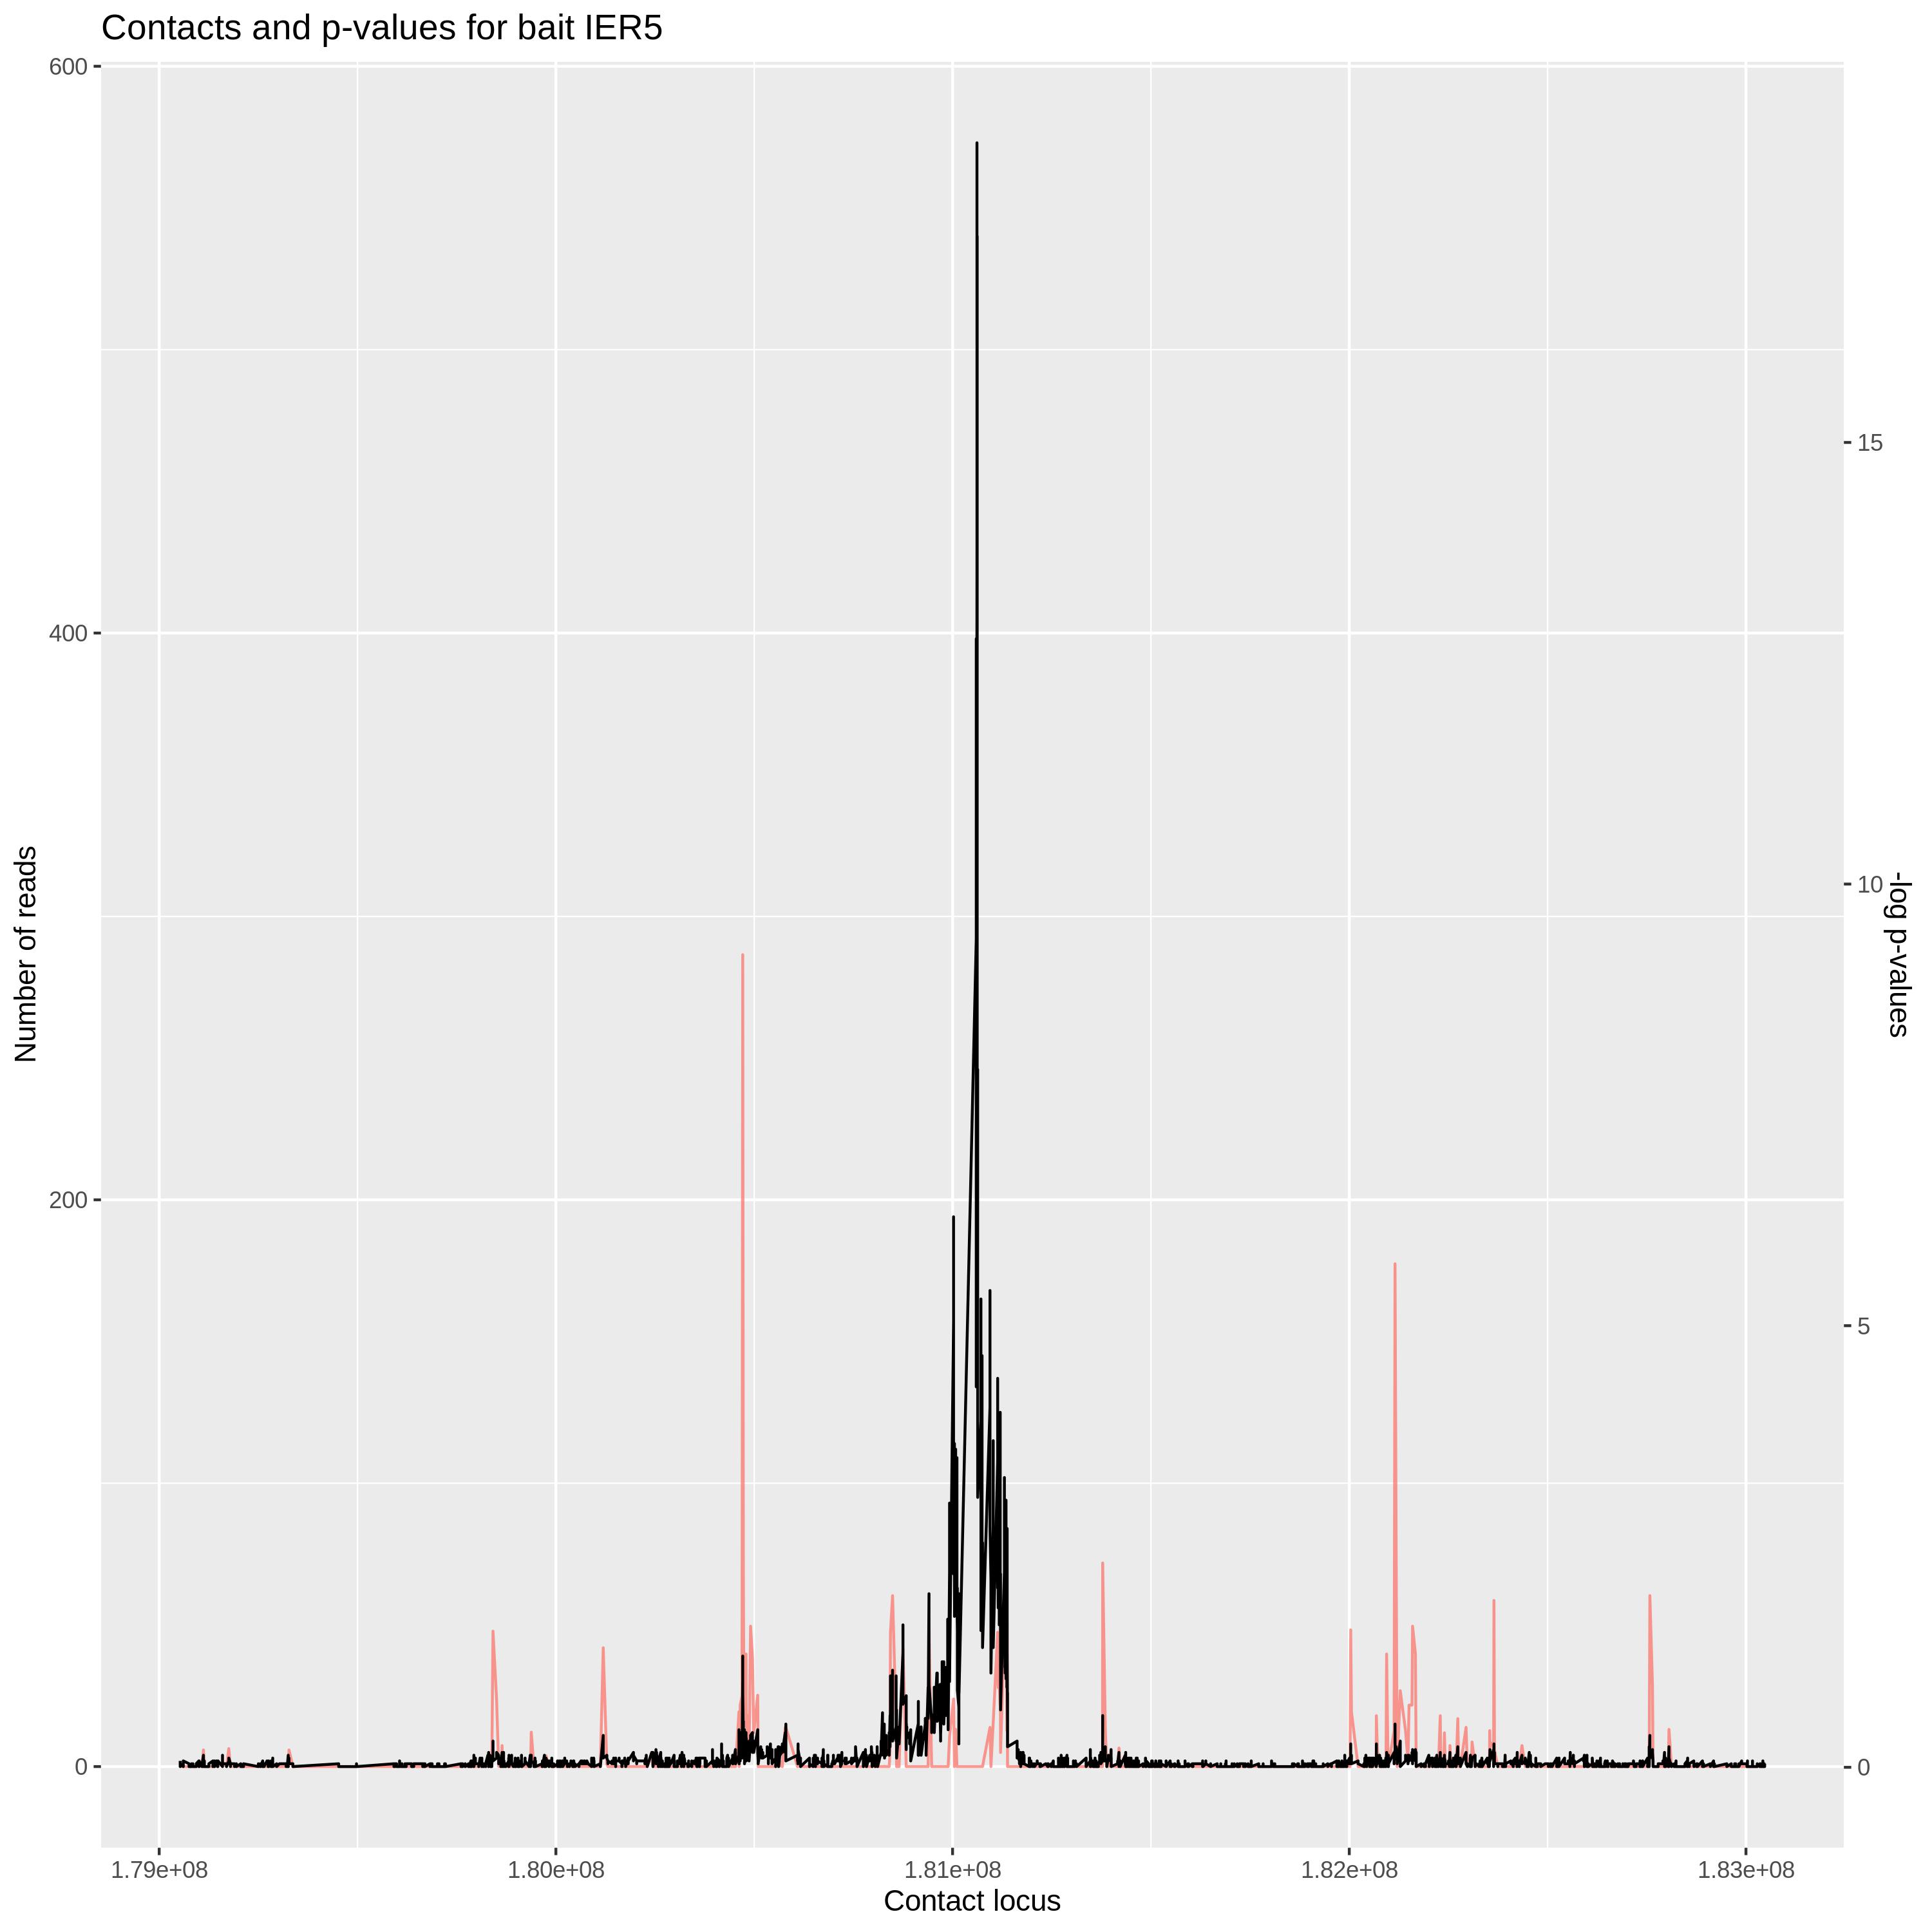 Contacts and p-values for bait IER5
600
400
200
0
Number of reads
15
10
5
0
-log p-values
1.79e+08
1.80e+08
1.81e+08
1.82e+08
1.83e+08
Contact locus